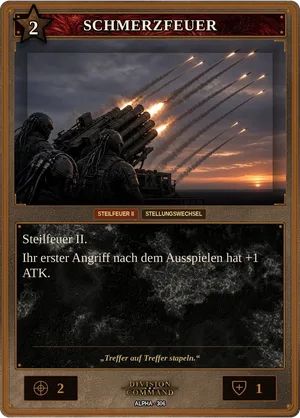 2
SCHMERZFEUER
STEILFEUER II
STELLUNGSWECHSEL
Steilfeuer II.
Ihr erster Angriff nach dem Ausspielen hat +1
ATK.
„Treffer auf Treffer stapeln.“
2
DIVISION
COMMAND
ALPHA · 306
1